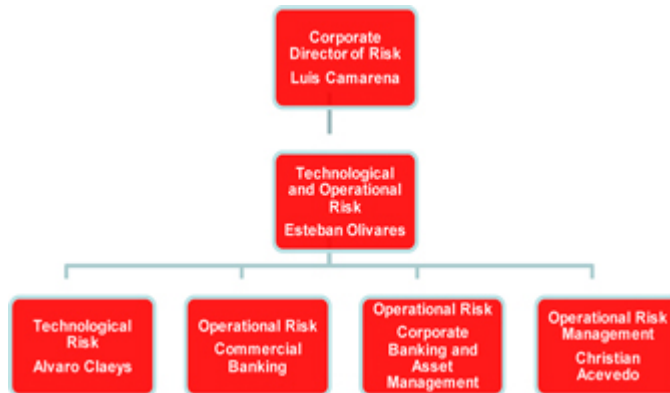 Corporate
Director of Risk
Luis Camarena
Technological
and Operational
Risk
Esteban Olivares
Technological
Risk
Alvaro Claeys
Operational Risk
Commercial
Banking
Operational Risk
Corporate
Banking and
Asset
Management
Operational Risk
Management
Christian
Acevedo